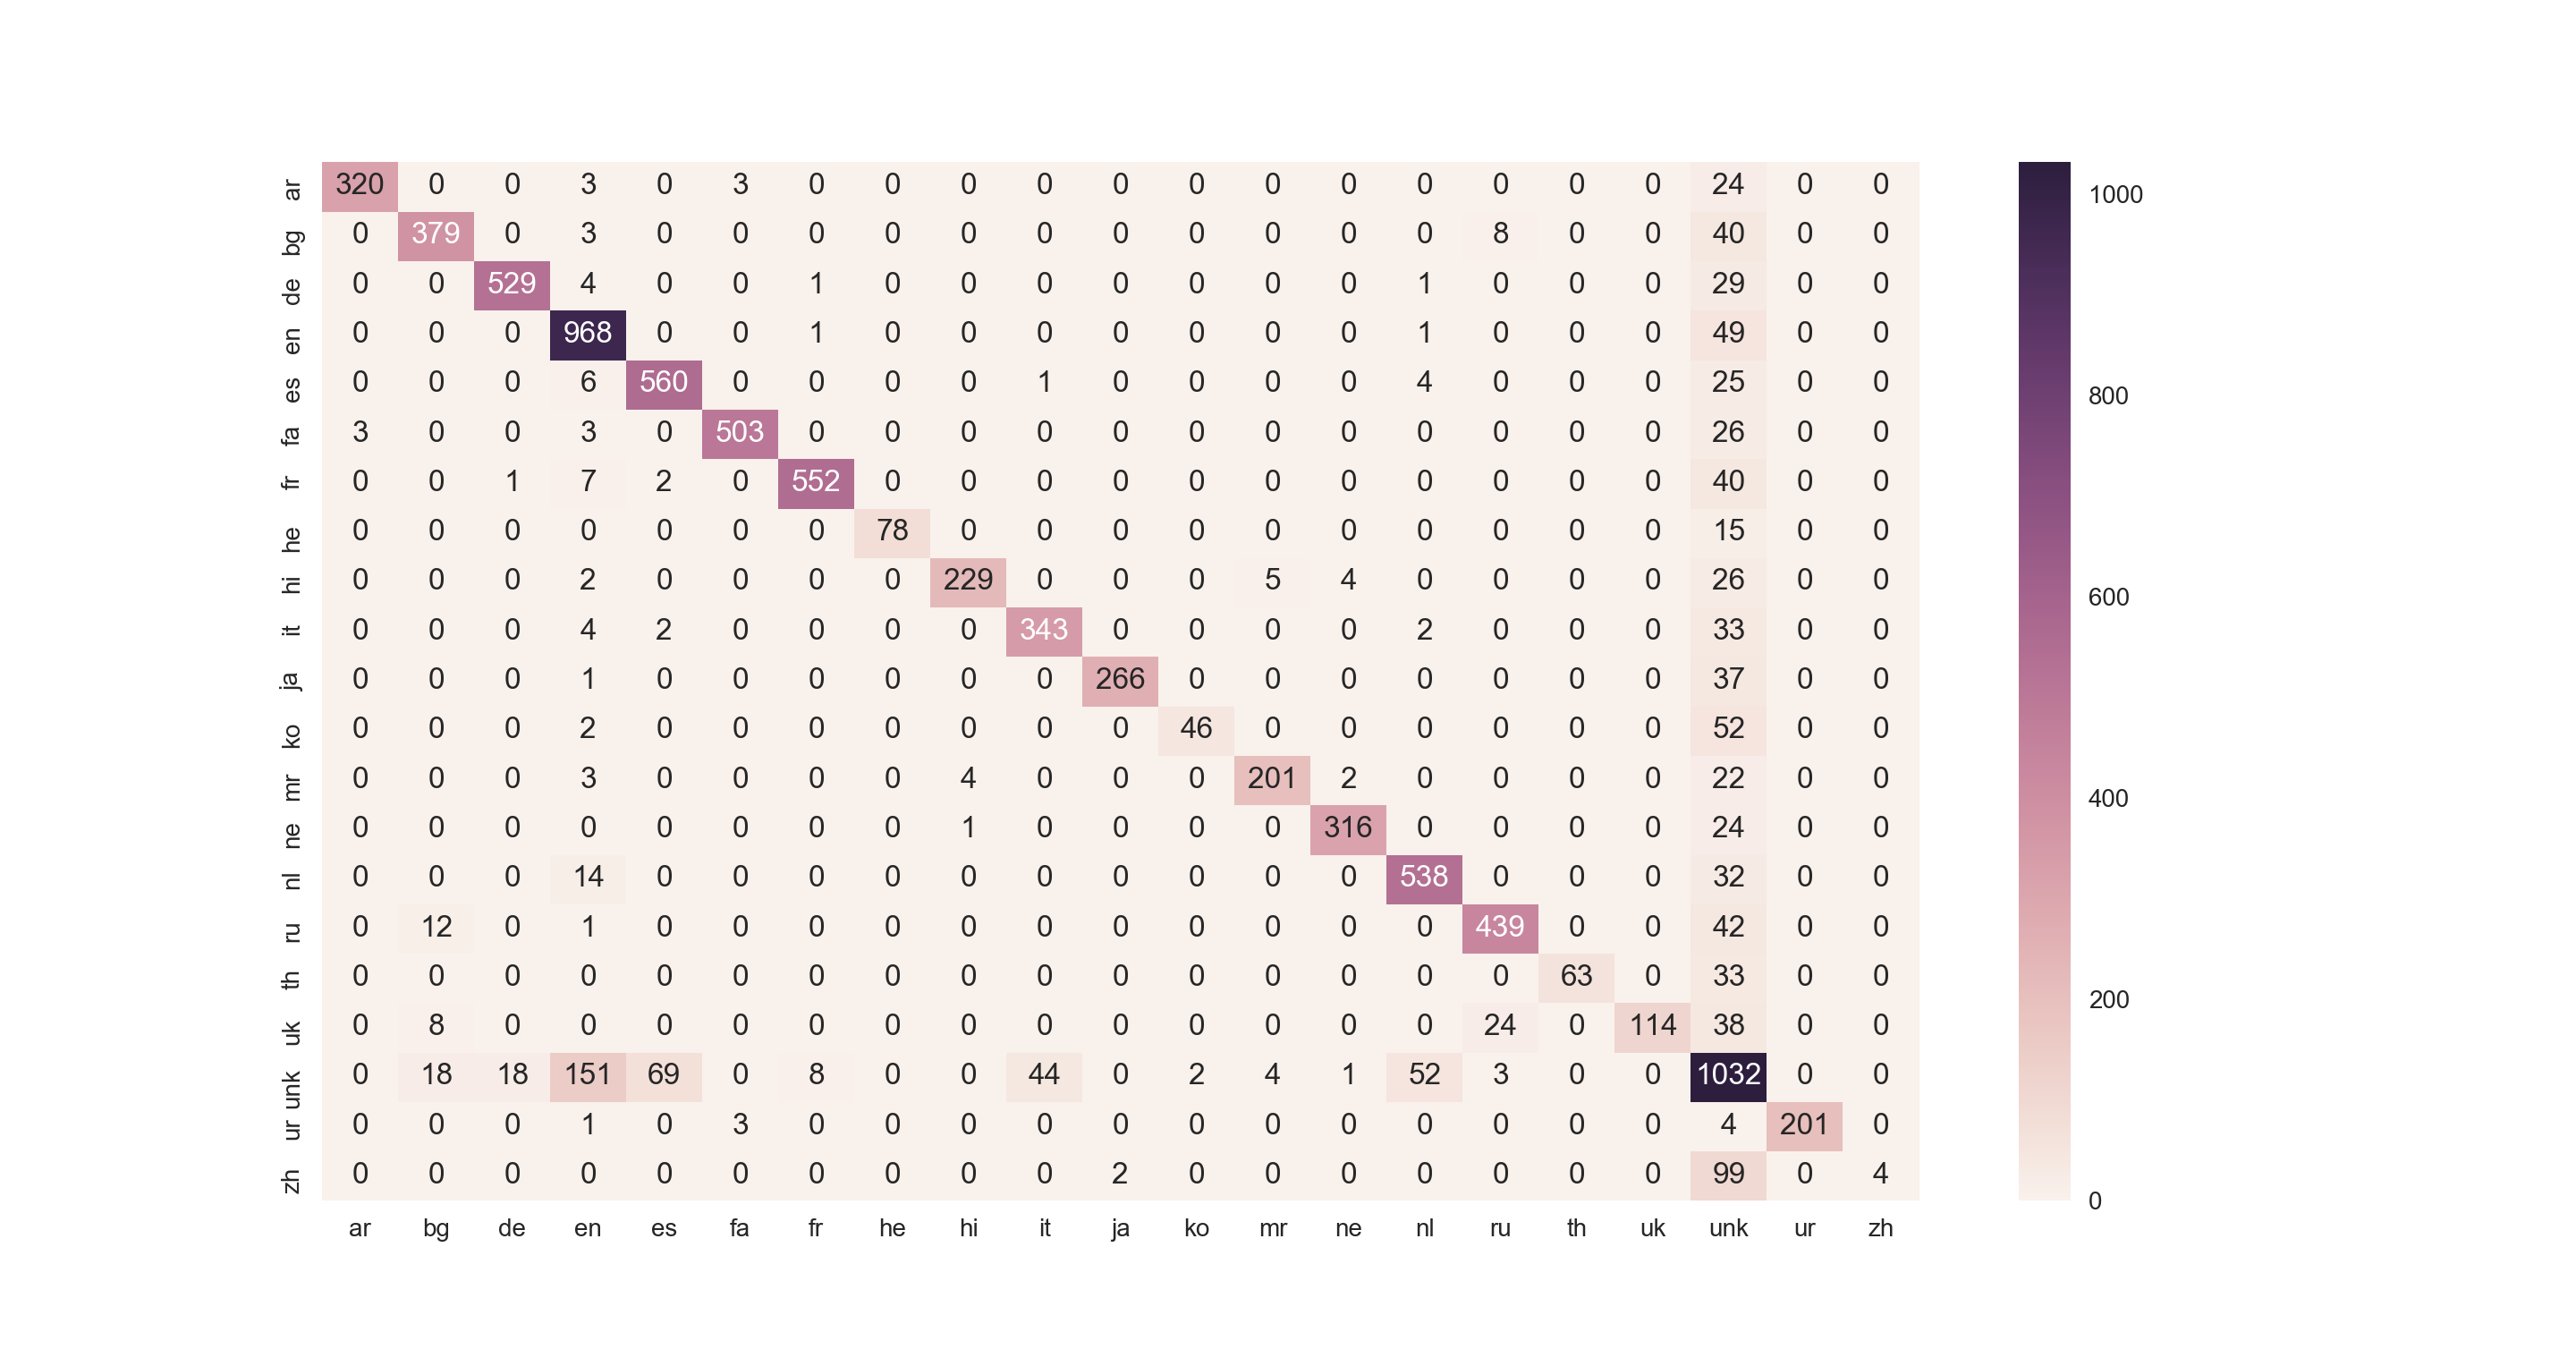 ar 320 0 0 3 0 3 0 0 0 0 0 0 0 0 0 0 0 0 24 0 0
bg 0 379 0 3 0 0 0 0 0 0 0 0 0 0 0 8 0 0 40 0 0
de 0 0 529 4 0 0 1 0 0 0 0 0 0 0 1 0 0 0 29 0 0
en 0 0 0 968 0 0 1 0 0 0 0 0 0 0 1 0 0 0 49 0 0
es 0 0 0 6 560 0 0 0 0 1 0 0 0 0 4 0 0 0 25 0 0
fa 3 0 0 3 0 503 0 0 0 0 0 0 0 0 0 0 0 0 26 0 0
fr 0 0 1 7 2 0 552 0 0 0 0 0 0 0 0 0 0 0 40 0 0
he 0 0 0 0 0 0 0 78 0 0 0 0 0 0 0 0 0 0 15 0 0
hi 0 0 0 2 0 0 0 0 229 0 0 0 5 4 0 0 0 0 26 0 0
it 0 0 0 4 2 0 0 0 0 343 0 0 0 0 2 0 0 0 33 0 0
ja 0 0 0 1 0 0 0 0 0 0 266 0 0 0 0 0 0 0 37 0 0
ko 0 0 0 2 0 0 0 0 0 0 0 46 0 0 0 0 0 0 52 0 0
mr 0 0 0 3 0 0 0 0 4 0 0 0 201 2 0 0 0 0 22 0 0
ne 0 0 0 0 0 0 0 0 1 0 0 0 0 316 0 0 0 0 24 0 0
nl 0 0 0 14 0 0 0 0 0 0 0 0 0 0 538 0 0 0 32 0 0
ru 0 12 0 1 0 0 0 0 0 0 0 0 0 0 0 439 0 0 42 0 0
th 0 0 0 0 0 0 0 0 0 0 0 0 0 0 0 0 63 0 33 0 0
uk 0 8 0 0 0 0 0 0 0 0 0 0 0 0 0 24 0 114 38 0 0
unk 0 18 18 151 69 0 8 0 0 44 0 2 4 1 52 3 0 0 1032 0 0
ur 0 0 0 1 0 3 0 0 0 0 0 0 0 0 0 0 0 0 4 201 0
zh 0 0 0 0 0 0 0 0 0 0 2 0 0 0 0 0 0 0 99 0 4
ar bg de en es fa fr he hi it ja ko mr ne nl ru th uk unk ur zh
1000
800
600
400
200
0